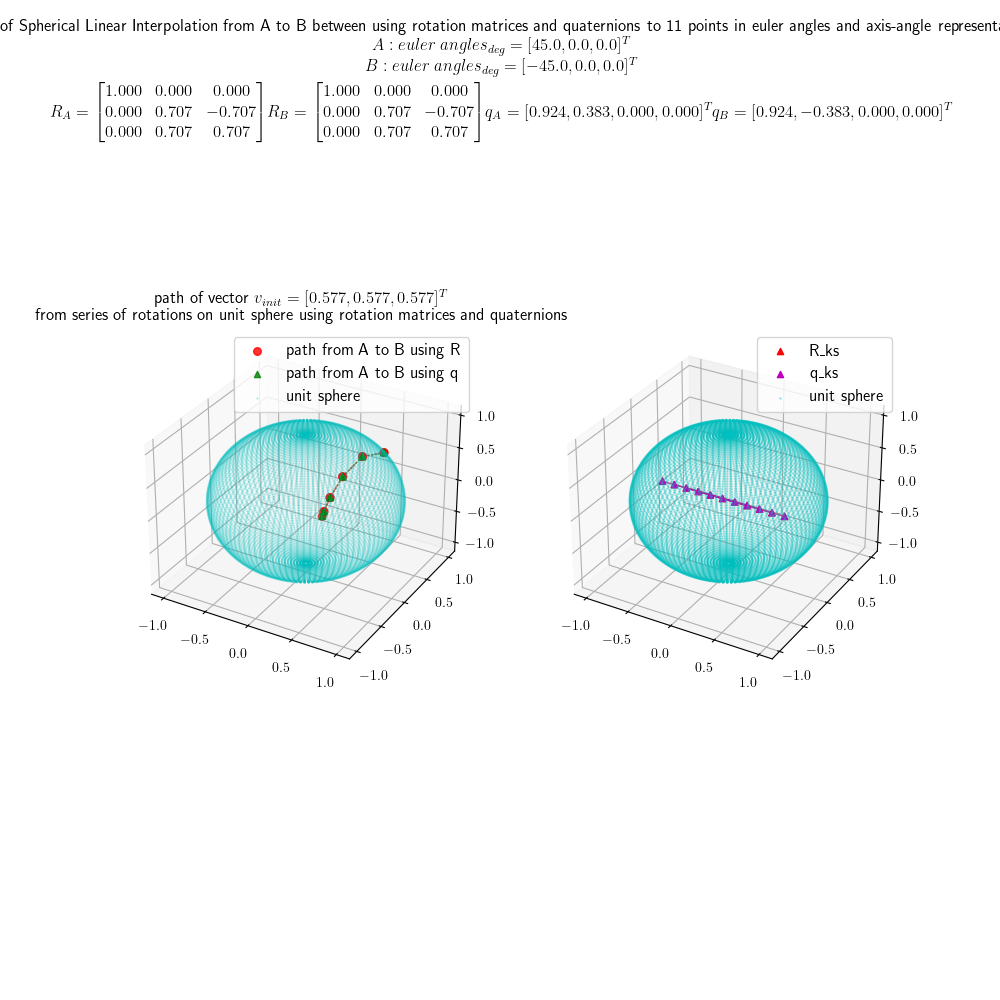 of Spherical Linear Interpolation from A to B between using rotation matrices and quaternions to 11 points in euler angles and axis-angle
A : euler angles_{deg} = [45.0, 0.0, 0.0]^T
B : euler angles_{deg} = [−45.0, 0.0, 0.0]^T
R_A = [1.000 0.000 0.000; 0.000 0.707 −0.707; 0.000 0.707 0.707] R_B = [1.000 0.000 0.000; 0.000 0.707 −0.707; 0.000 0.707 0.707] q_A = [0.924, 0.383, 0.000, 0.000]^T q_B = [0.924, −0.383, 0.000, 0.000]^T
path of vector v_{init} = [0.577, 0.577, 0.577]^T
from series of rotations on unit sphere using rotation matrices and quaternions
path from A to B using R
path from A to B using q
unit sphere
1.0
0.5
0.0
−0.5
−1.0
1.0
0.5
0.0
−0.5
−1.0
−1.0
−0.5
0.0
0.5
1.0
R_ks
q_ks
unit sphere
1.0
0.5
0.0
−0.5
−1.0
1.0
0.5
0.0
−0.5
−1.0
−1.0
−0.5
0.0
0.5
1.0